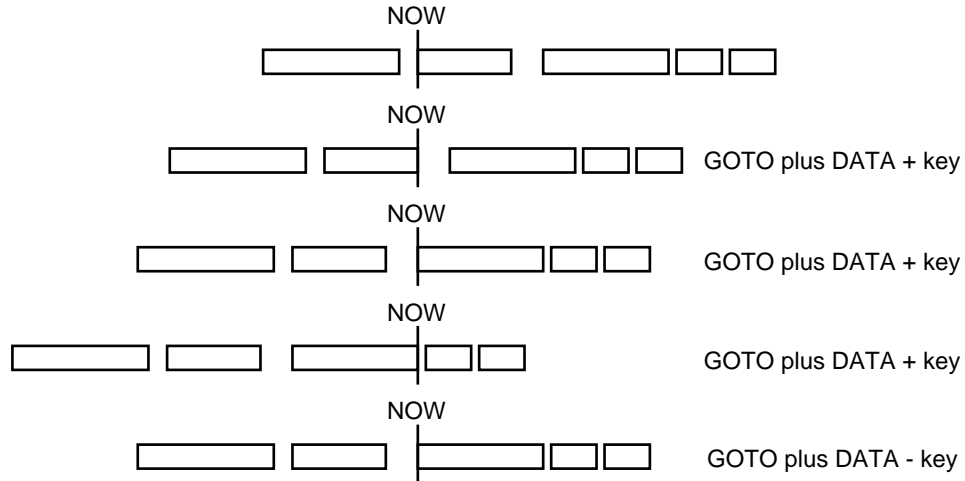 NOW
NOW
GOTO plus DATA + key
NOW
GOTO plus DATA + key
NOW
GOTO plus DATA + key
NOW
GOTO plus DATA - key